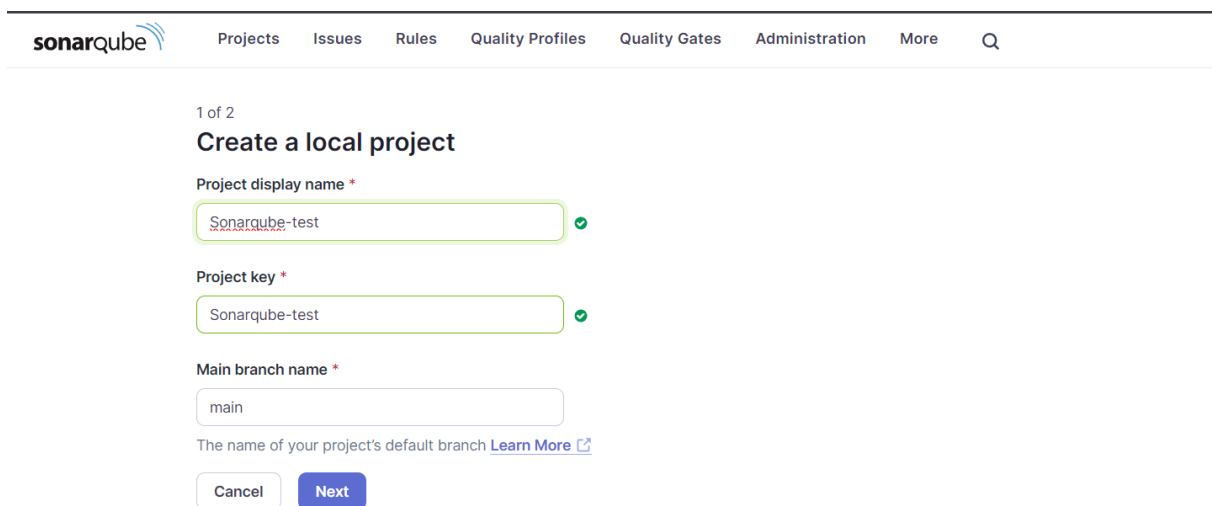 sonarqube Projects Issues Rules Quality Profiles Quality Gates Administration More
1 of 2
Create a local project
Project display name *
Sonarqube-test
Project key *
Sonarqube-test
Main branch name *
main
The name of your project's default branch Learn More
Cancel Next